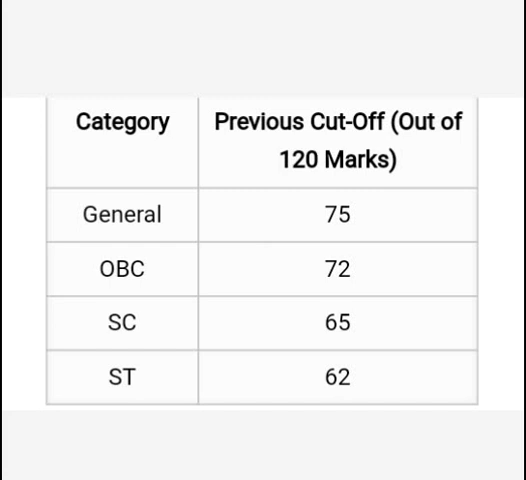 Category Previous Cut-Off (Out of
120 Marks)
General 75
OBC 72
SC 65
ST 62